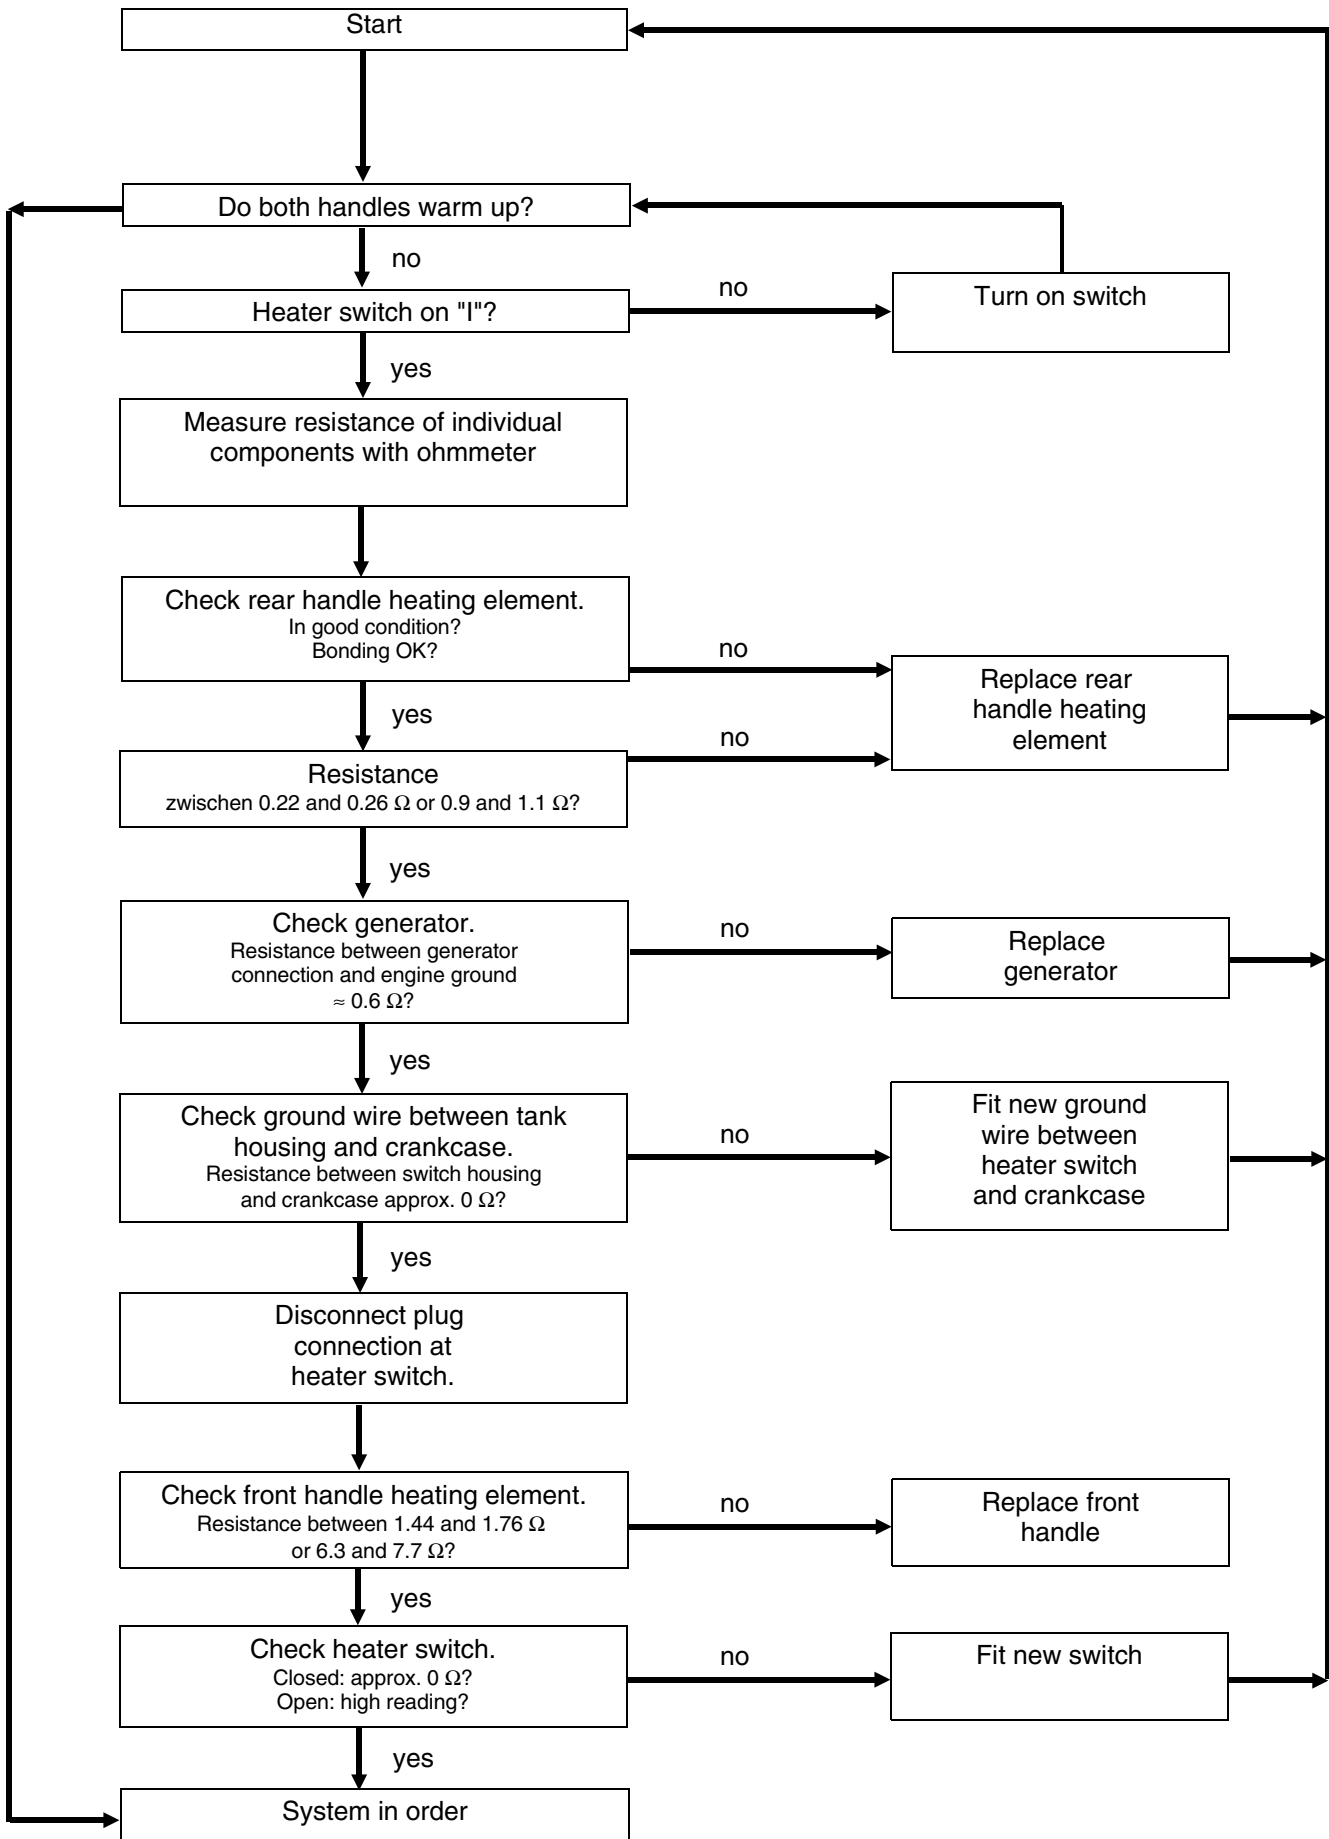 Start
Do both handles warm up?
no
Heater switch on "I"?
no
Turn on switch
yes
Measure resistance of individual
components with ohmmeter
Check rear handle heating element.
In good condition?
Bonding OK?
no
Replace rear
handle heating
element
yes
no
Resistance
zwischen 0.22 and 0.26 Ω or 0.9 and 1.1 Ω?
yes
Check generator.
Resistance between generator
connection and engine ground
≈ 0.6 Ω?
no
Replace
generator
yes
Check ground wire between tank
housing and crankcase.
Resistance between switch housing
and crankcase approx. 0 Ω?
no
Fit new ground
wire between
heater switch
and crankcase
yes
Disconnect plug
connection at
heater switch.
Check front handle heating element.
Resistance between 1.44 and 1.76 Ω
or 6.3 and 7.7 Ω?
no
Replace front
handle
yes
Check heater switch.
Closed: approx. 0 Ω?
Open: high reading?
no
Fit new switch
yes
System in order